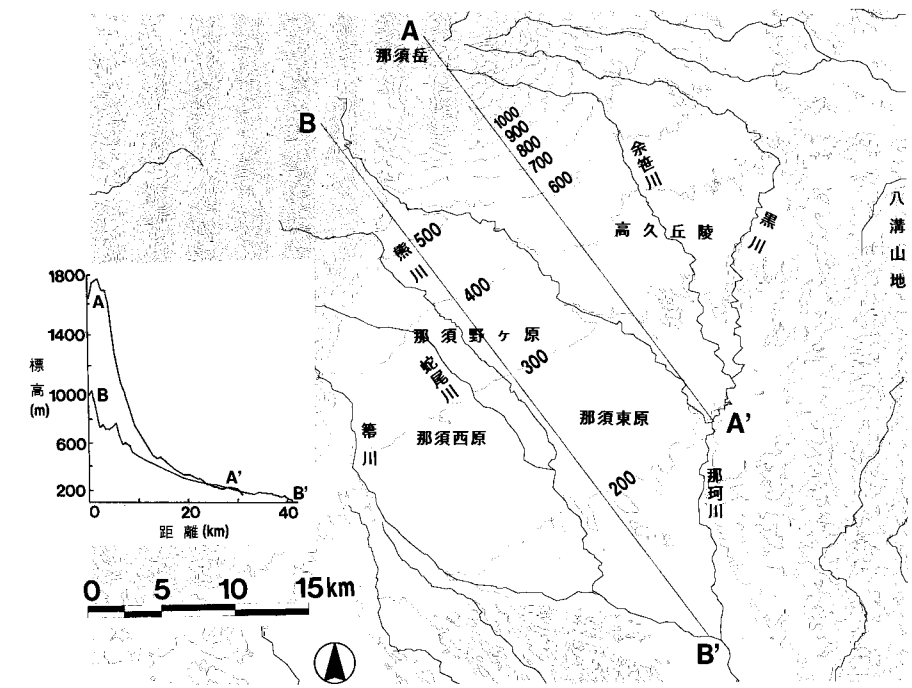 A
那須岳
B
1000
900
800
700
600
余笹川
黒川
高久丘陵
八溝山地
500
熊川
400
那須野ヶ原
300
蛇尾川
那須東原
A'
那須西原
箒川
200
那珂川
B'
1800
1400
1000
600
200
標高
(m)
A
B
A'
B'
0 20 40
距離(km)
0 5 10 15km